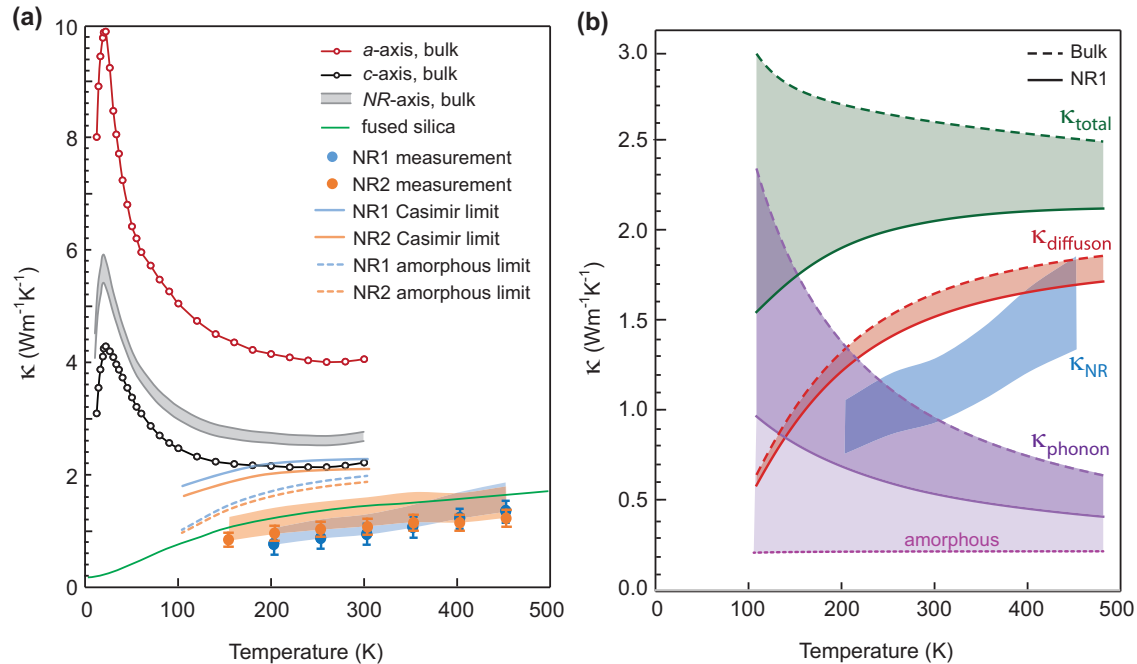 (a)
10
8
6
4
2
0
κ (Wm⁻¹K⁻¹)
0 100 200 300 400 500
Temperature (K)
a-axis, bulk
c-axis, bulk
NR-axis, bulk
fused silica
NR1 measurement
NR2 measurement
NR1 Casimir limit
NR2 Casimir limit
NR1 amorphous limit
NR2 amorphous limit
(b)
3.0
2.5
2.0
1.5
1.0
0.5
0.0
κ (Wm⁻¹K⁻¹)
0 100 200 300 400 500
Temperature (K)
Bulk
NR1
κtotal
κdiffuson
κNR
κphonon
amorphous